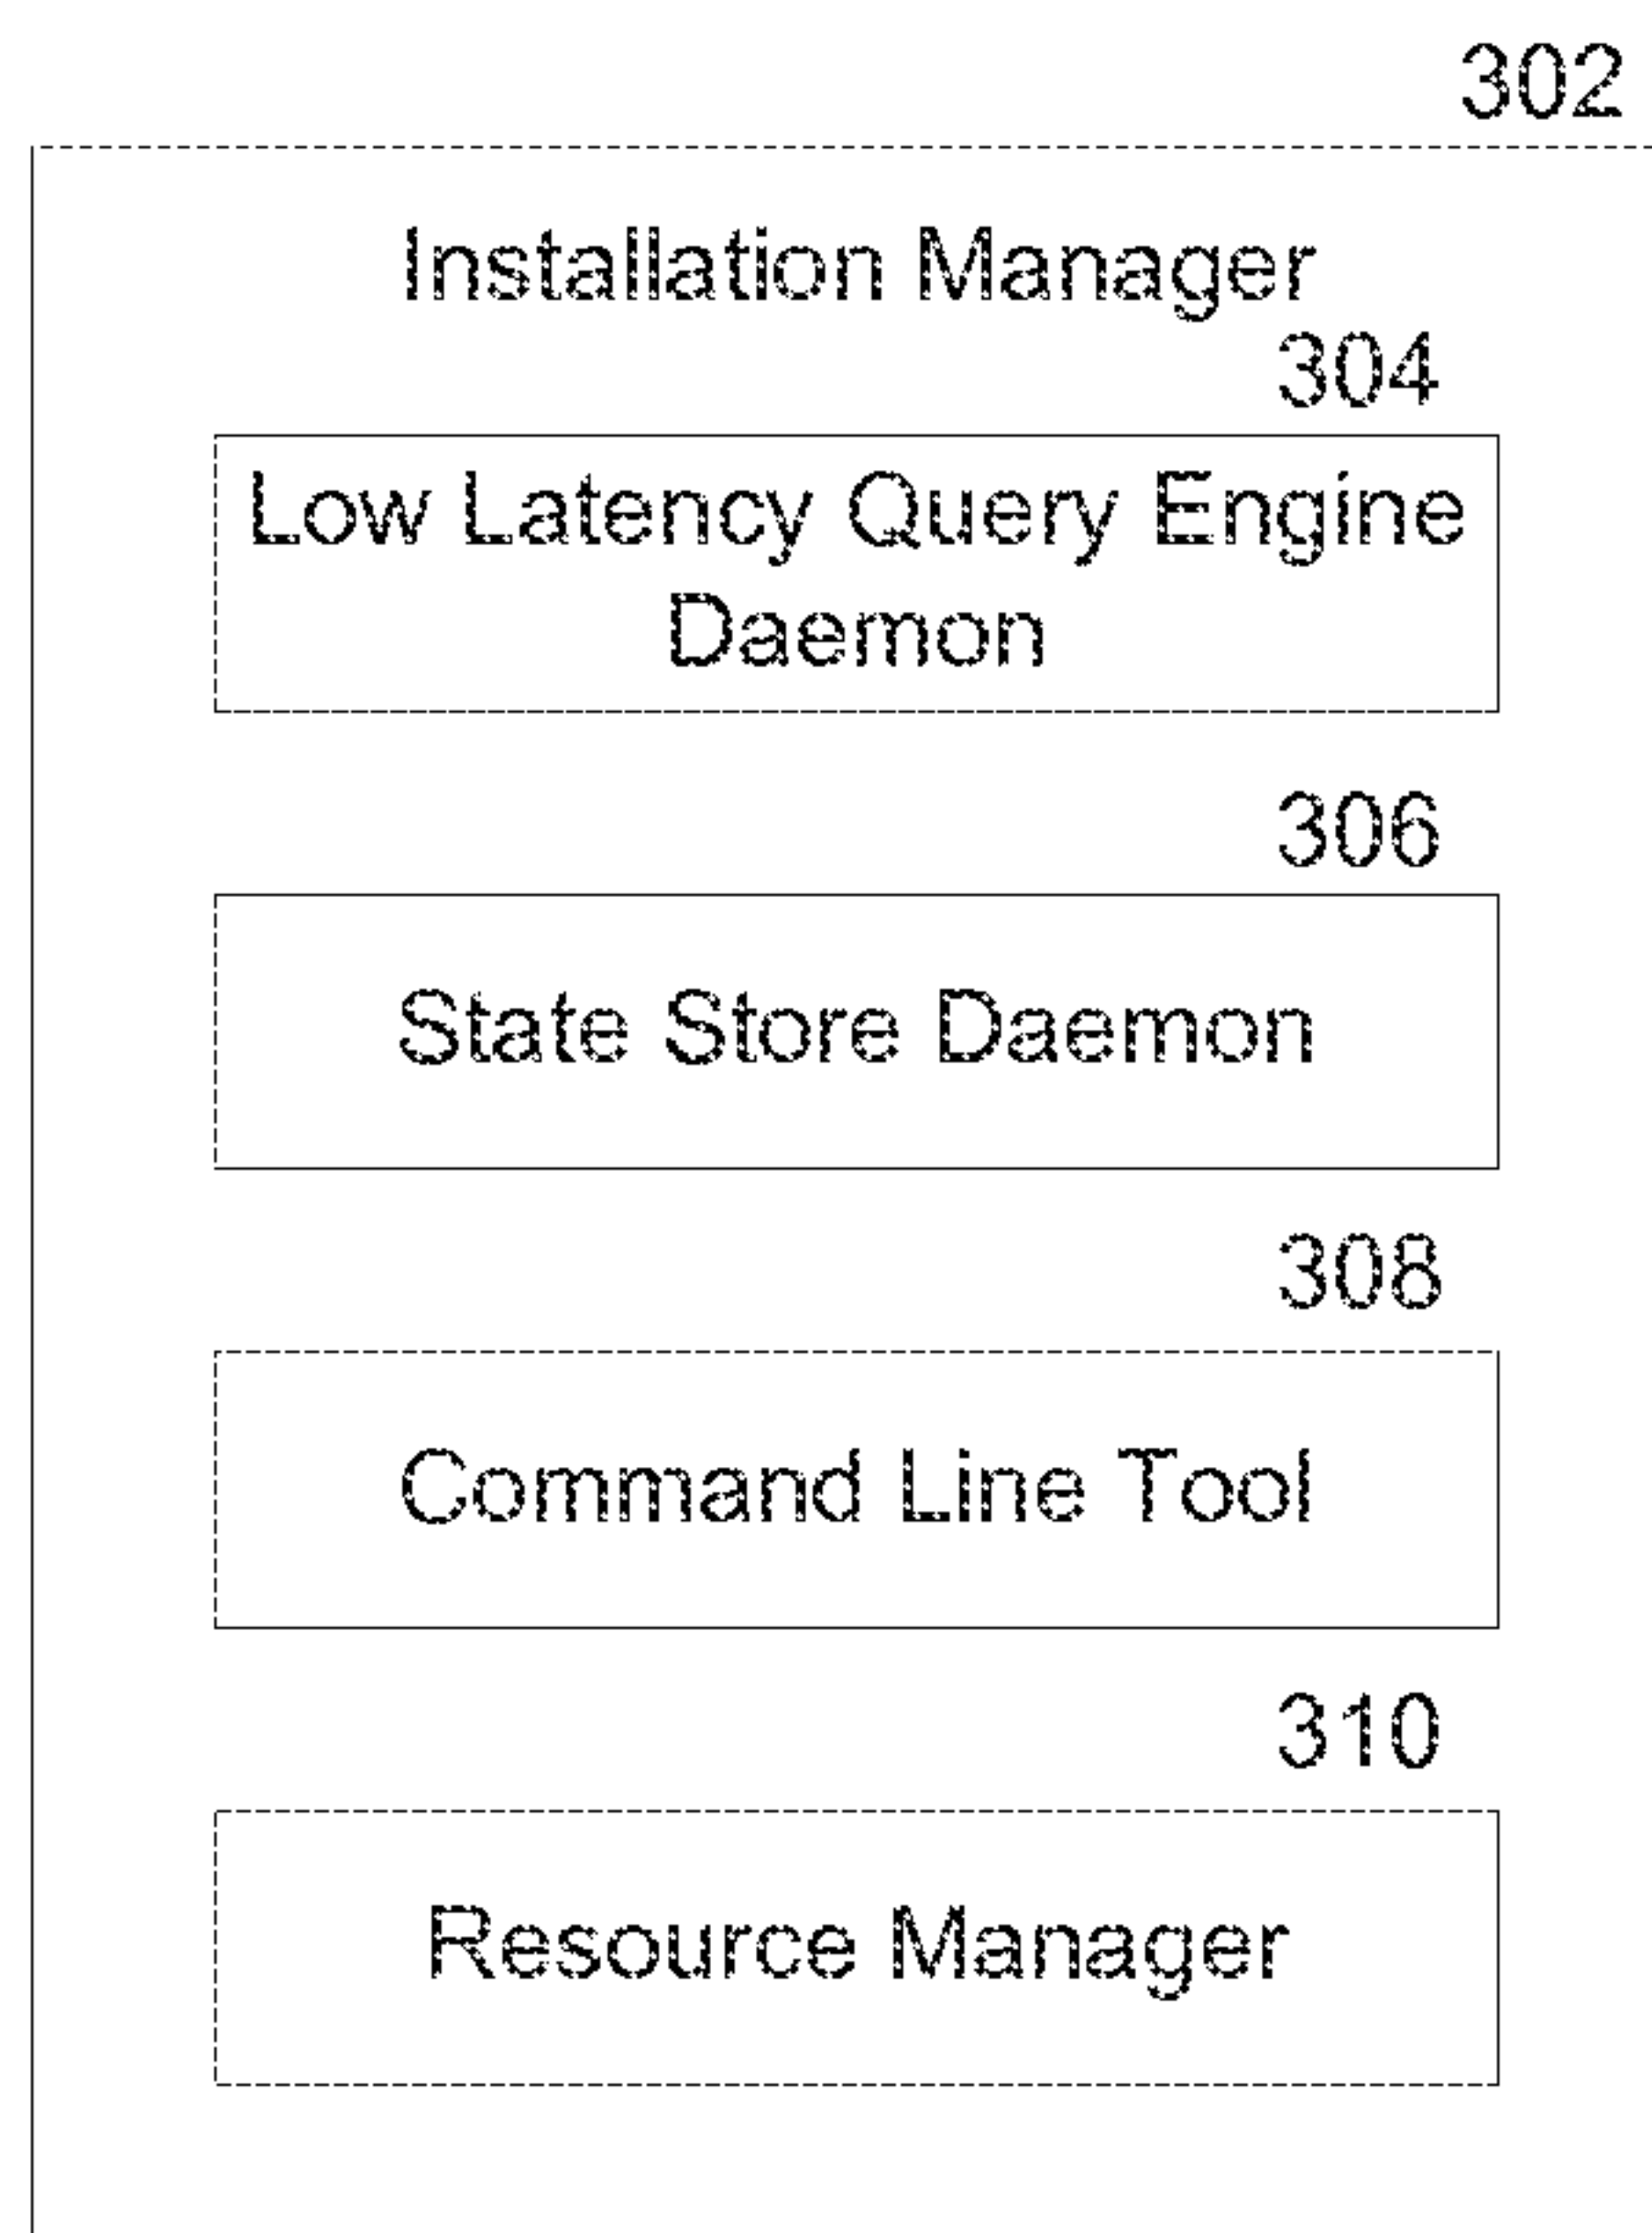 302
Installation Manager
304
Low Latency Query Engine
Daemon
306
State Store Daemon
308
Command Line Tool
310
Resource Manager